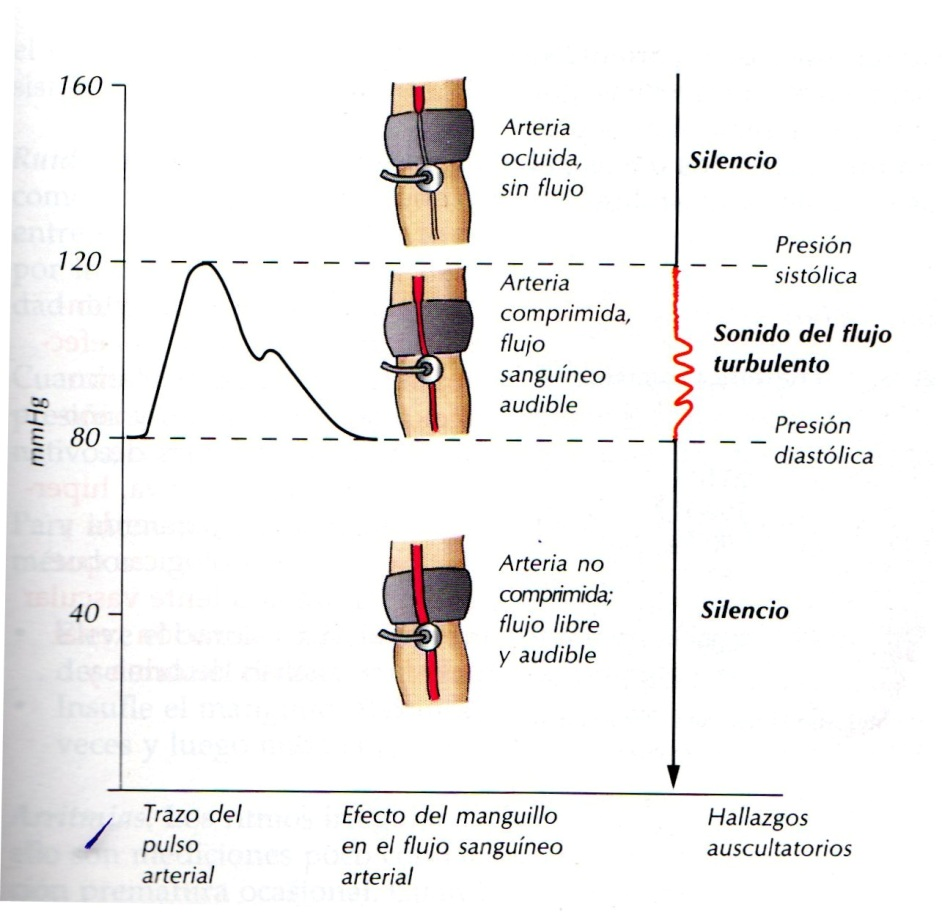 160
Arteria
ocluida,
sin flujo
Silencio
120
Presión
sistólica
Arteria
comprimida,
flujo
sanguíneo
audible
Sonido del flujo
turbulento
mmHg
80
Presión
diastólica
Arteria no
comprimida;
flujo libre
y audible
40
Silencio
Trazo del
pulso
arterial
Efecto del manguillo
en el flujo sanguíneo
arterial
Hallazgos
auscultatorios